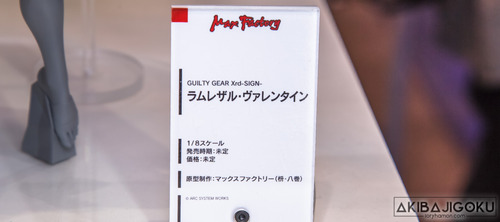 Max Factory
GUILTY GEAR Xrd -SIGN-
ラムレザル・ヴァレンタイン
1/8スケール
発売時期：未定
価格：未定
原型制作：マックスファクトリー（枡・八巻）
© ARC SYSTEM WORKS
AKIBAJIGOKU